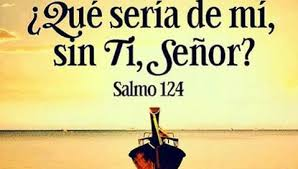 ¿Qué sería de mí,
sin Ti, Señor?
Salmo 124